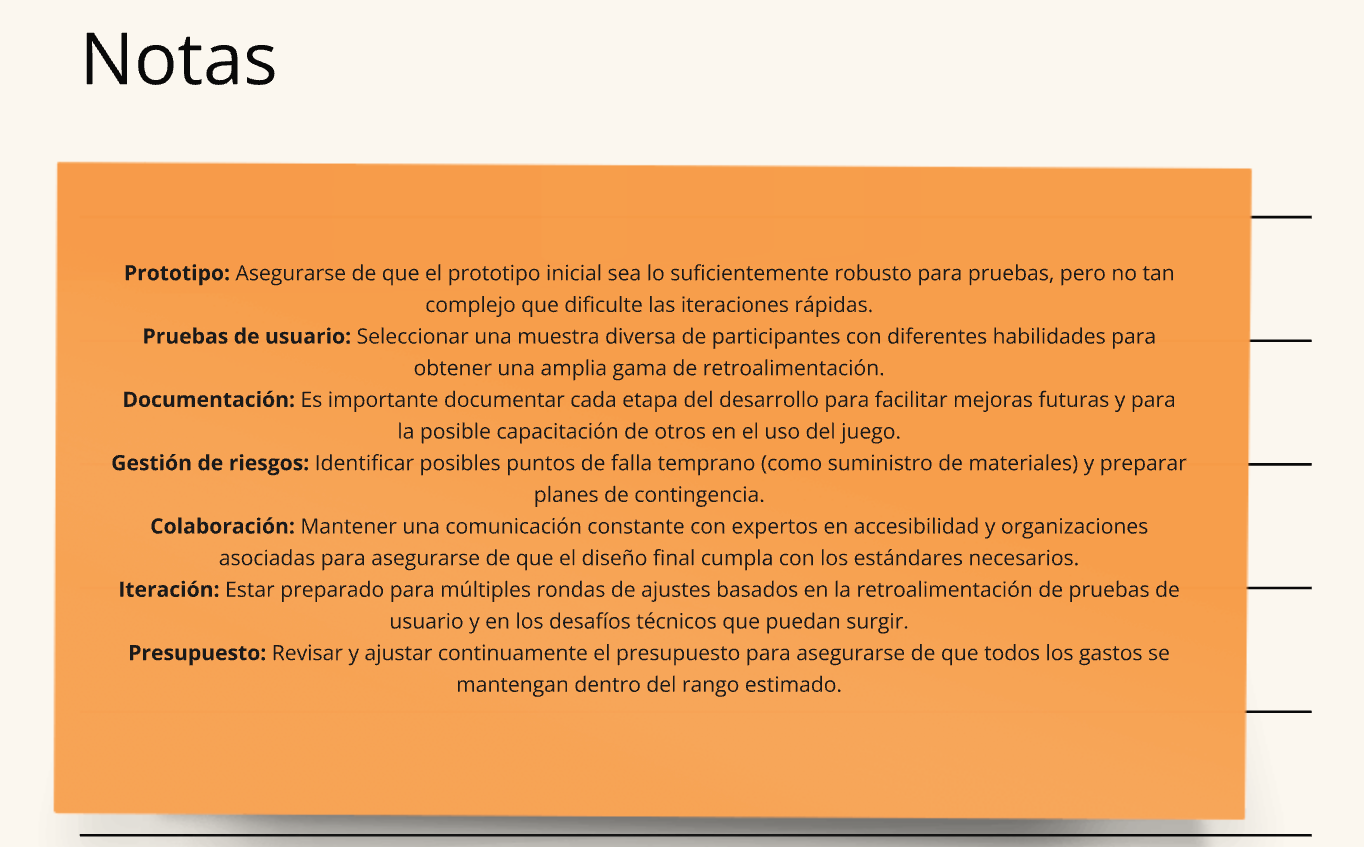 Notas
Prototipo: Asegurarse de que el prototipo inicial sea lo suficientemente robusto para pruebas, pero no tan
complejo que dificulte las iteraciones rápidas.
Pruebas de usuario: Seleccionar una muestra diversa de participantes con diferentes habilidades para
obtener una amplia gama de retroalimentación.
Documentación: Es importante documentar cada etapa del desarrollo para facilitar mejoras futuras y para
la posible capacitación de otros en el uso del juego.
Gestión de riesgos: Identificar posibles puntos de falla temprano (como suministro de materiales) y preparar
planes de contingencia.
Colaboración: Mantener una comunicación constante con expertos en accesibilidad y organizaciones
asociadas para asegurarse de que el diseño final cumpla con los estándares necesarios.
Iteración: Estar preparado para múltiples rondas de ajustes basados en la retroalimentación de pruebas de
usuario y en los desafíos técnicos que puedan surgir.
Presupuesto: Revisar y ajustar continuamente el presupuesto para asegurarse de que todos los gastos se
mantengan dentro del rango estimado.